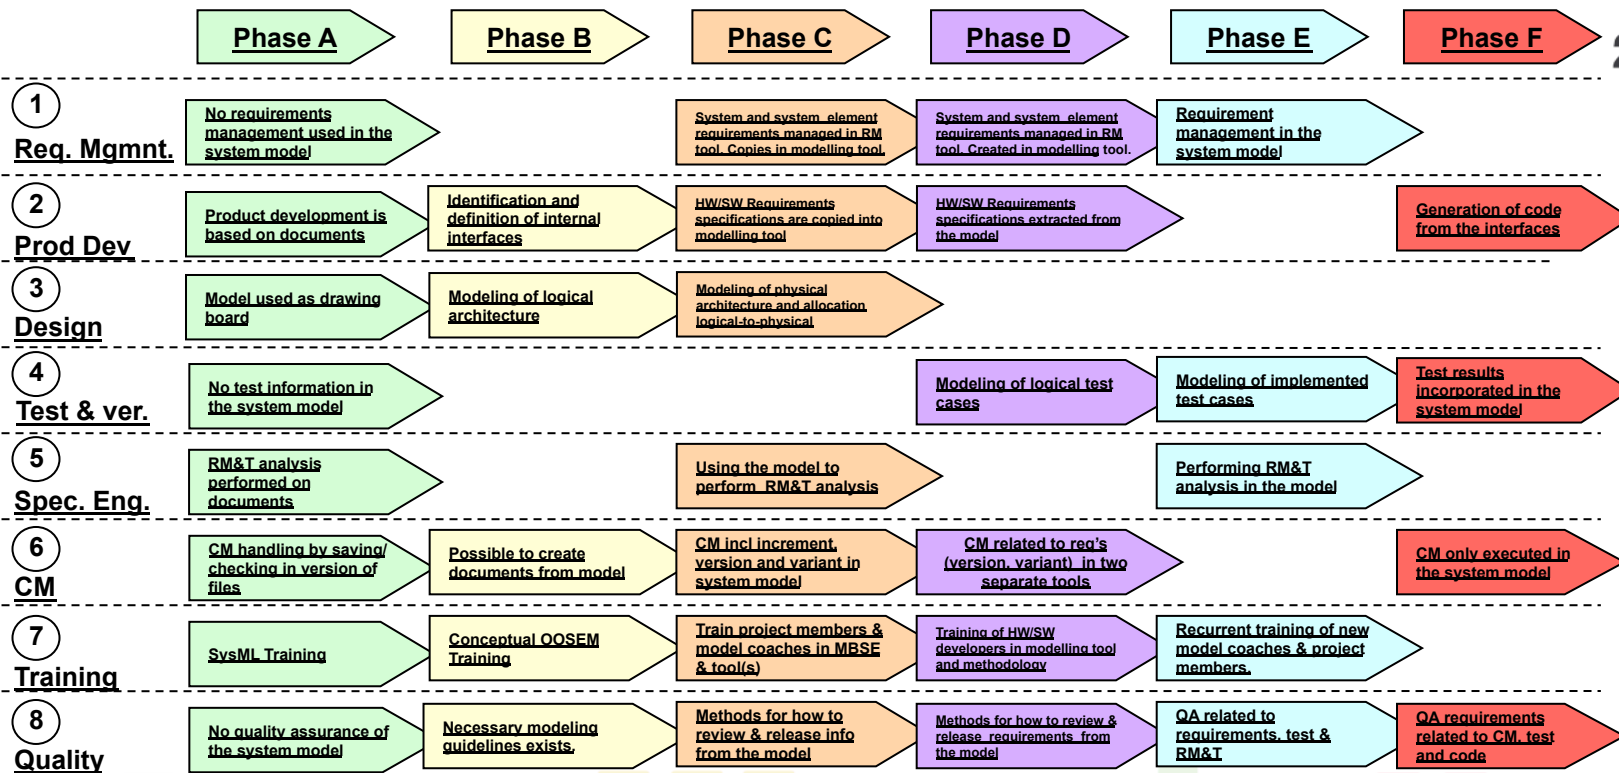 Phase A
Phase B
Phase C
Phase D
Phase E
Phase F
1
Req. Mgmnt.
No requirements
management used in the
system model
System and system element
requirements managed in RM
tool. Copies in modelling tool.
System and system element
requirements managed in RM
tool. Created in modelling tool.
Requirement
management in the
system model
2
Prod Dev
Product development is
based on documents
Identification and
definition of internal
interfaces
HW/SW Requirements
specifications are copied into
modelling tool
HW/SW Requirements
specifications extracted from
the model
Generation of code
from the interfaces
3
Design
Model used as drawing
board
Modeling of logical
architecture
Modeling of physical
architecture and allocation
logical-to-physical
4
Test & ver.
No test information in
the system model
Modeling of logical test
cases
Modeling of implemented
test cases
Test results
incorporated in the
system model
5
Spec. Eng.
RM&T analysis
performed on
documents
Using the model to
perform RM&T analysis
Performing RM&T
analysis in the model
6
CM
CM handling by saving/
checking in version of
files
Possible to create
documents from model
CM incl increment,
version and variant in
system model
CM related to req's
(version, variant) in two
separate tools
CM only executed in
the system model
7
Training
SysML Training
Conceptual OOSEM
Training
Train project members &
model coaches in MBSE
& tool(s)
Training of HW/SW
developers in modelling tool
and methodology
Recurrent training of new
model coaches & project
members.
8
Quality
No quality assurance of
the system model
Necessary modeling
guidelines exists.
Methods for how to
review & release info
from the model
Methods for how to review &
release requirements from
the model
QA related to
requirements, test &
RM&T
QA requirements
related to CM, test
and code